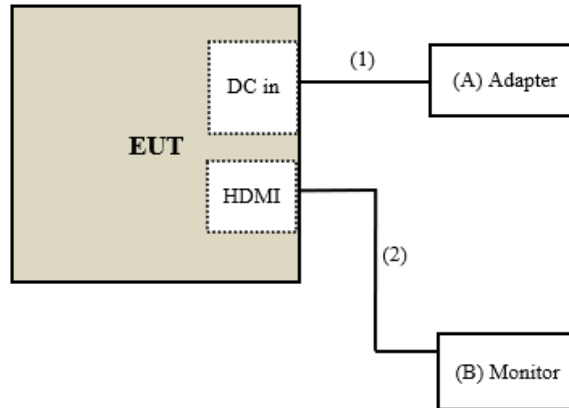 (1)
DC in
(A) Adapter
EUT
HDMI
(2)
(B) Monitor